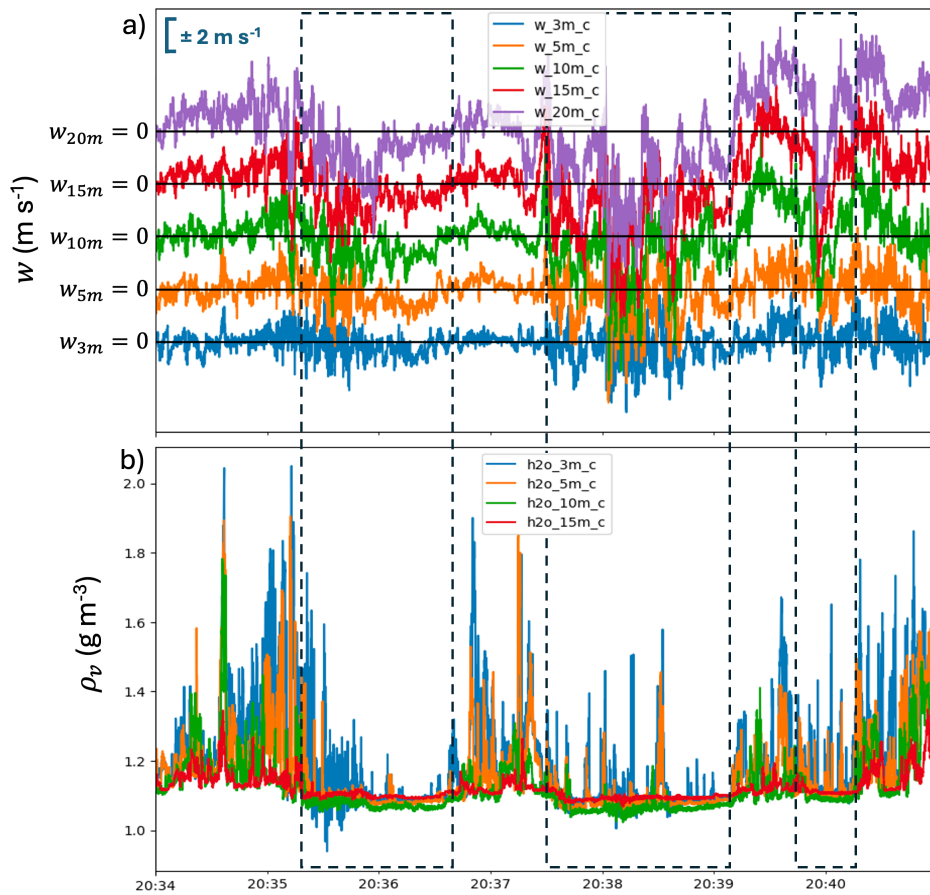 a)
± 2 m s-1
w_3m_c
w_5m_c
w_10m_c
w_15m_c
w_20m_c
w20m = 0
w15m = 0
w10m = 0
w5m = 0
w3m = 0
w (m s-1)
b)
h2o_3m_c
h2o_5m_c
h2o_10m_c
h2o_15m_c
2.0
1.8
1.6
1.4
1.2
1.0
ρv (g m-3)
20:34
20:35
20:36
20:37
20:38
20:39
20:40